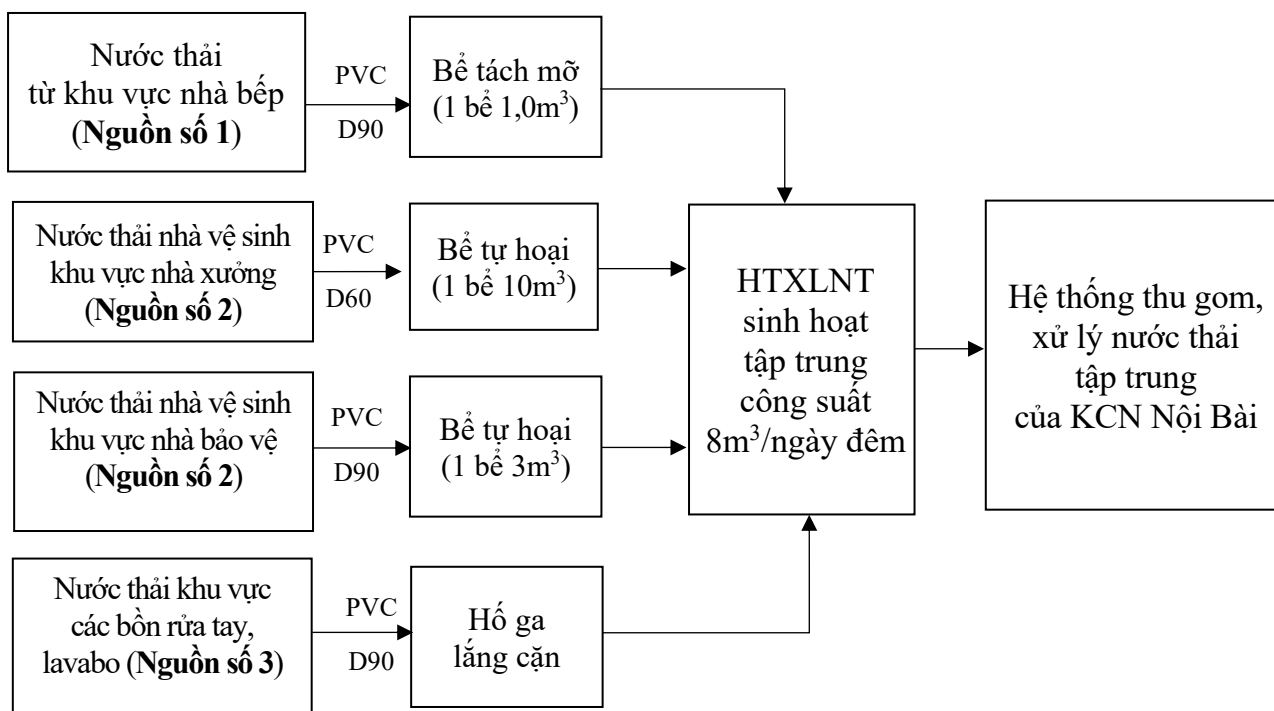 Nước thải
từ khu vực nhà bếp
(Nguồn số 1)
PVC
D90
Bể tách mỡ
(1 bể 1,0m³)
Nước thải nhà vệ sinh
khu vực nhà xưởng
(Nguồn số 2)
PVC
D60
Bể tự hoại
(1 bể 10m³)
Nước thải nhà vệ sinh
khu vực nhà bảo vệ
(Nguồn số 2)
PVC
D90
Bể tự hoại
(1 bể 3m³)
Nước thải khu vực
các bồn rửa tay,
lavabo (Nguồn số 3)
PVC
D90
Hố ga
lắng cặn
HTXLNT
sinh hoạt
tập trung
công suất
8m³/ngày đêm
Hệ thống thu gom,
xử lý nước thải
tập trung
của KCN Nội Bài